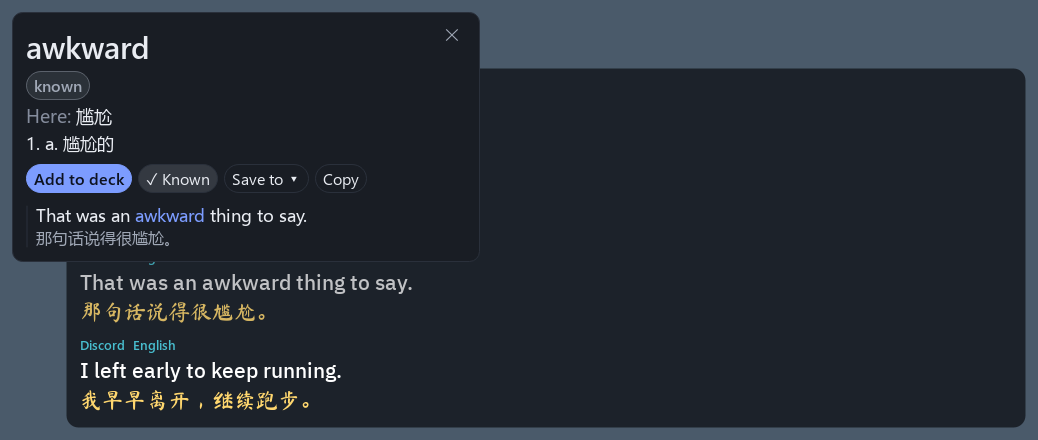 awkward
known
Here: 尴尬
1. a. 尴尬的
Add to deck ✓ Known Save to ▾ Copy
That was an awkward thing to say.
那句话说得很尴尬。
That was an awkward thing to say.
那句话说得很尴尬。
Discord English
I left early to keep running.
我早早离开，继续跑步。